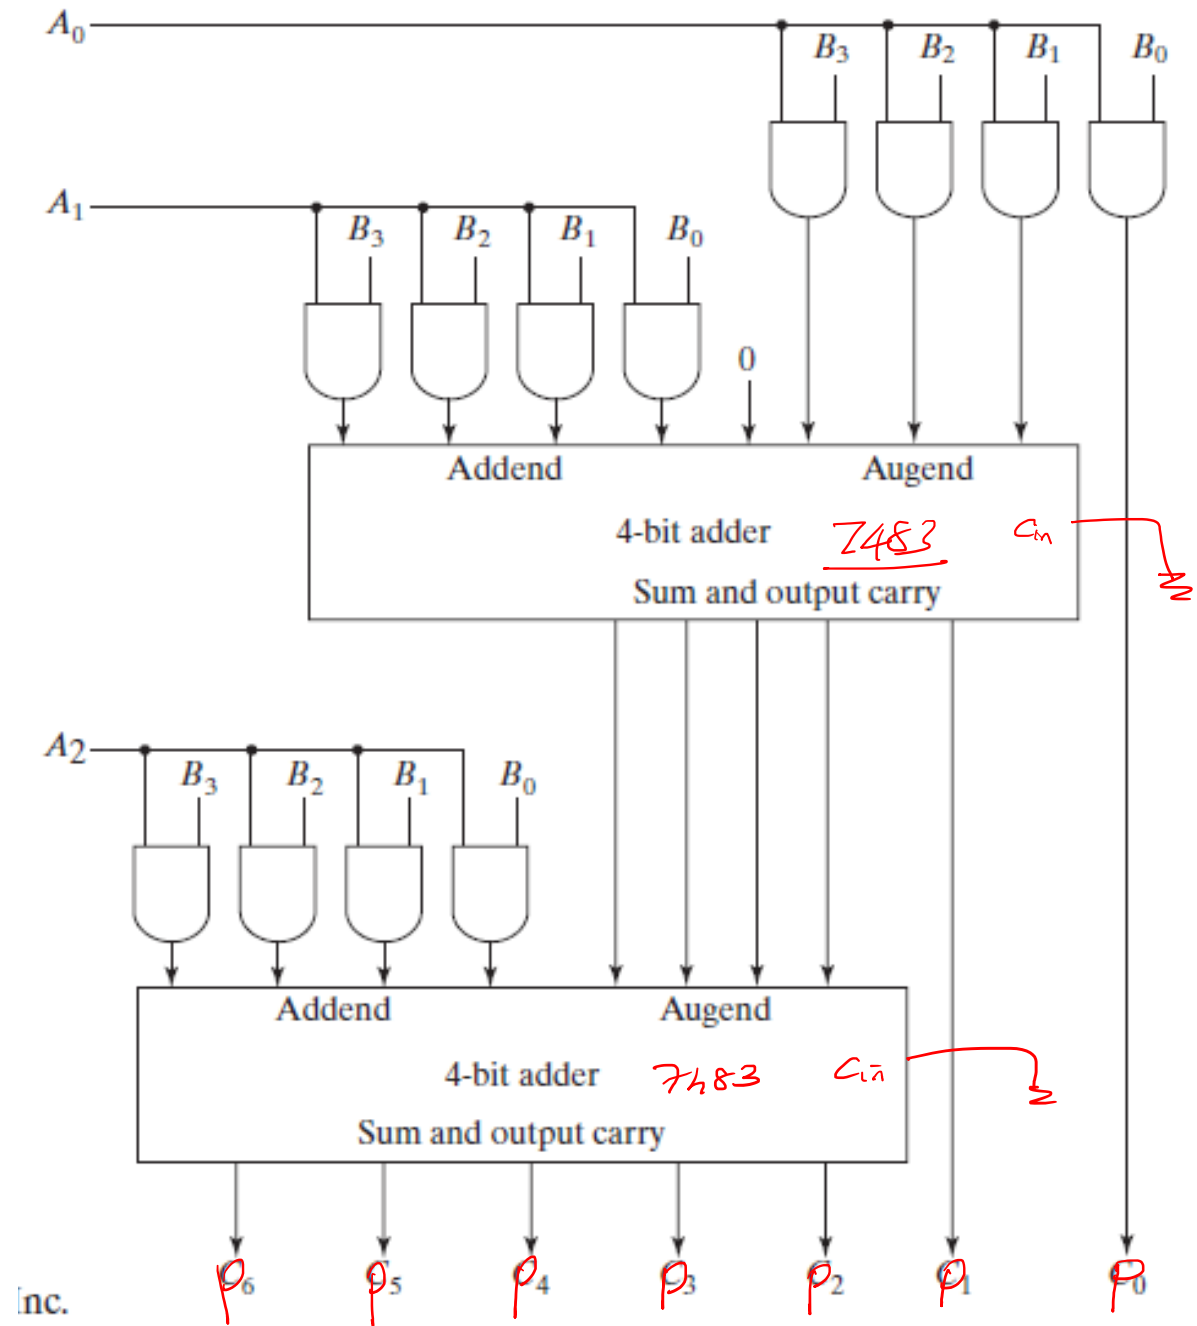 A0
B3 B2 B1 B0
A1
B3 B2 B1 B0
0
Addend Augend
4-bit adder 7483 Cin
Sum and output carry
A2
B3 B2 B1 B0
Addend Augend
4-bit adder 7483 Cin
Sum and output carry
P6 P5 P4 P3 P2 P1 P0
Inc.